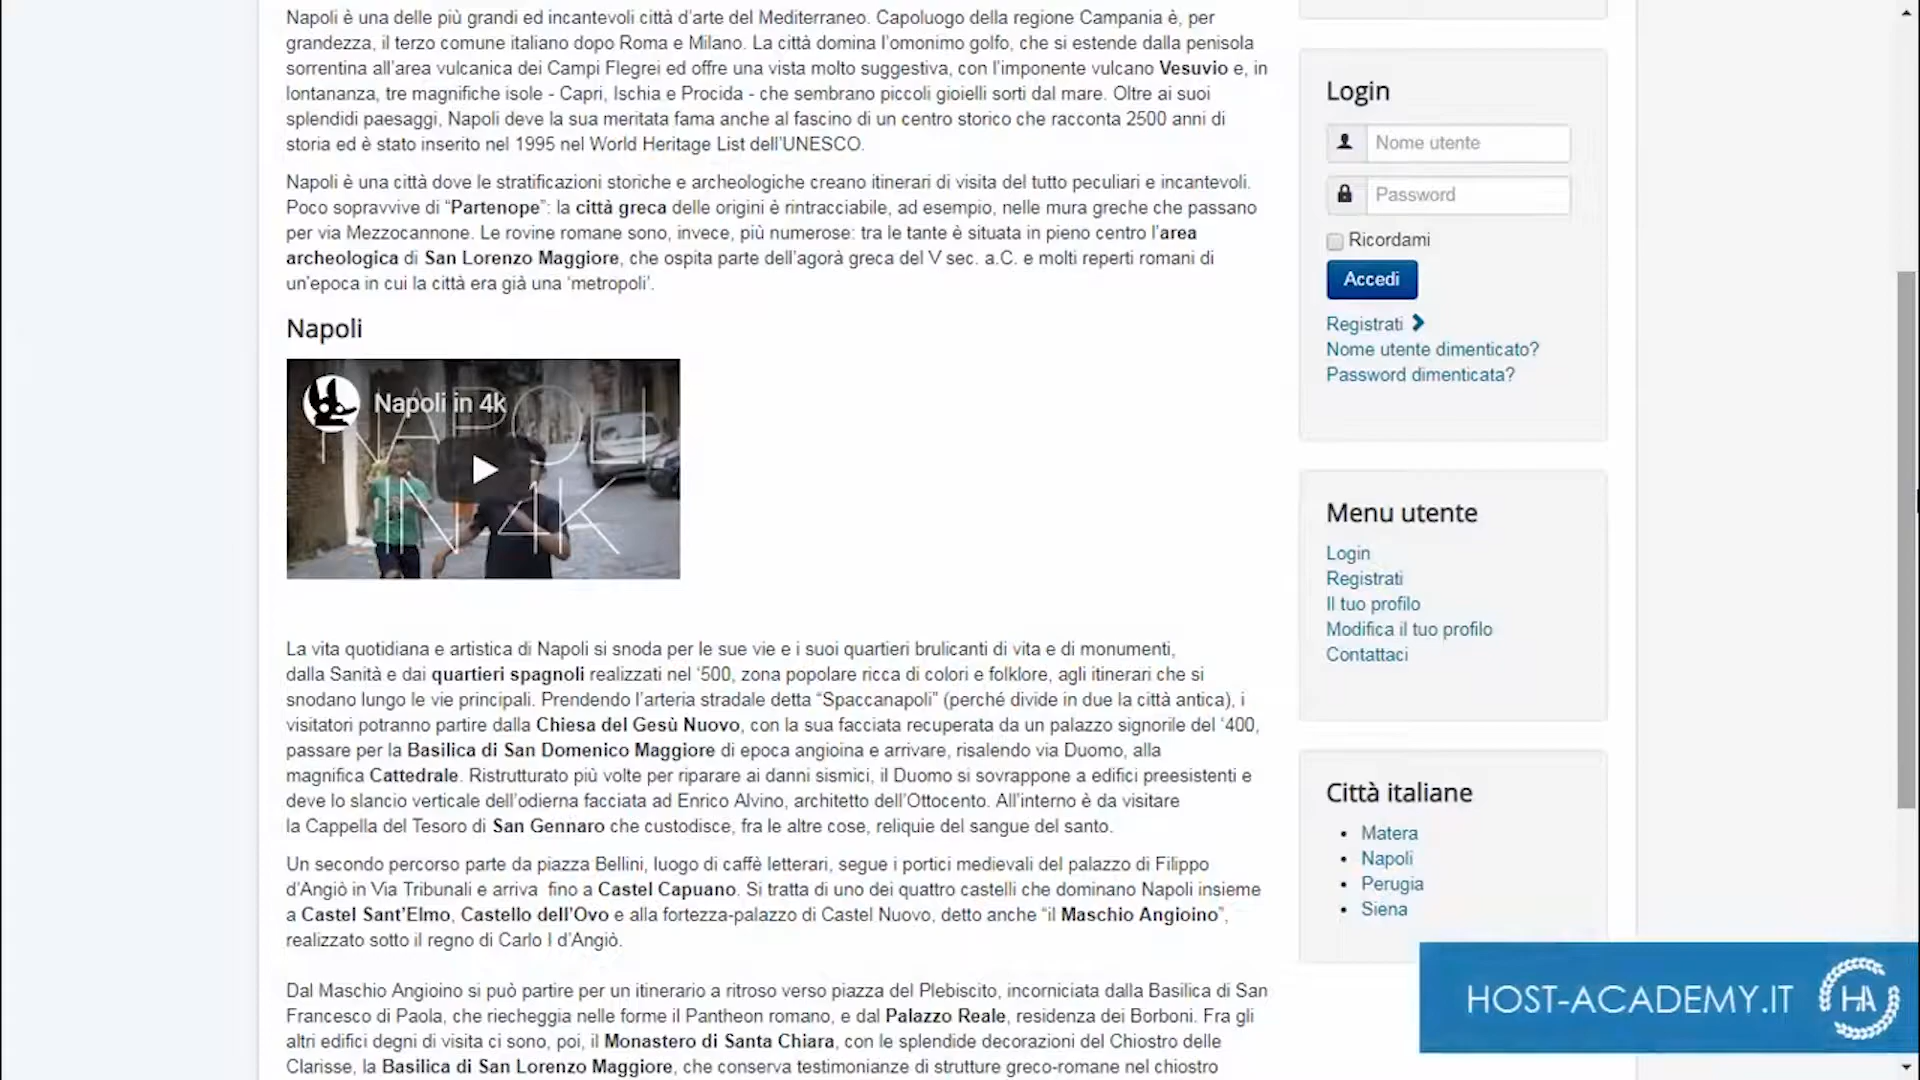 Napoli è una delle più grandi ed incantevoli città d’arte del Mediterraneo. Capoluogo della regione Campania è, per
grandezza, il terzo comune italiano dopo Roma e Milano. La città domina l’omonimo golfo, che si estende dalla penisola
sorrentina all’area vulcanica dei Campi Flegrei ed offre una vista molto suggestiva, con l’imponente vulcano Vesuvio e, in
lontananza, tre magnifiche isole - Capri, Ischia e Procida - che sembrano piccoli gioielli sorti dal mare. Oltre ai suoi
splendidi paesaggi, Napoli deve la sua meritata fama anche al fascino di un centro storico che racconta 2500 anni di
storia ed è stato inserito nel 1995 nel World Heritage List dell’UNESCO.
Napoli è una città dove le stratificazioni storiche e archeologiche creano itinerari di visita del tutto peculiari e incantevoli.
Poco sopravvive di “Partenope”: la città greca delle origini è rintracciabile, ad esempio, nelle mura greche che passano
per via Mezzocannone. Le rovine romane sono, invece, più numerose: tra le tante è situata in pieno centro l’area
archeologica di San Lorenzo Maggiore, che ospita parte dell’agorà greca del V sec. a.C. e molti reperti romani di
un’epoca in cui la città era già una ‘metropoli’.
Napoli
Napoli in 4k
NAPOLI
IN 4K
La vita quotidiana e artistica di Napoli si snoda per le sue vie e i suoi quartieri brulicanti di vita e di monumenti,
dalla Sanità e dai quartieri spagnoli realizzati nel ‘500, zona popolare ricca di colori e folklore, agli itinerari che si
snodano lungo le vie principali. Prendendo l’arteria stradale detta “Spaccanapoli” (perché divide in due la città antica), i
visitatori potranno partire dalla Chiesa del Gesù Nuovo, con la sua facciata recuperata da un palazzo signorile del ‘400,
passare per la Basilica di San Domenico Maggiore di epoca angioina e arrivare, risalendo via Duomo, alla
magnifica Cattedrale. Ristrutturato più volte per riparare ai danni sismici, il Duomo si sovrappone a edifici preesistenti e
deve lo slancio verticale dell’odierna facciata ad Enrico Alvino, architetto dell’Ottocento. All’interno è da visitare
la Cappella del Tesoro di San Gennaro che custodisce, fra le altre cose, reliquie del sangue del santo.
Un secondo percorso parte da piazza Bellini, luogo di caffè letterari, segue i portici medievali del palazzo di Filippo
d’Angiò in Via Tribunali e arriva  fino a Castel Capuano. Si tratta di uno dei quattro castelli che dominano Napoli insieme
a Castel Sant’Elmo, Castello dell’Ovo e alla fortezza-palazzo di Castel Nuovo, detto anche “il Maschio Angioino”,
realizzato sotto il regno di Carlo I d’Angiò.
Dal Maschio Angioino si può partire per un itinerario a ritroso verso piazza del Plebiscito, incorniciata dalla Basilica di San
Francesco di Paola, che riecheggia nelle forme il Pantheon romano, e dal Palazzo Reale, residenza dei Borboni. Fra gli
altri edifici degni di visita ci sono, poi, il Monastero di Santa Chiara, con le splendide decorazioni del Chiostro delle
Clarisse, la Basilica di San Lorenzo Maggiore, che conserva testimonianze di strutture greco-romane nel chiostro
Login
Nome utente
Password
Ricordami
Accedi
Registrati
Nome utente dimenticato?
Password dimenticata?
Menu utente
Login
Registrati
Il tuo profilo
Modifica il tuo profilo
Contattaci
Città italiane
Matera
Napoli
Perugia
Siena
HOST-ACADEMY.IT
HA